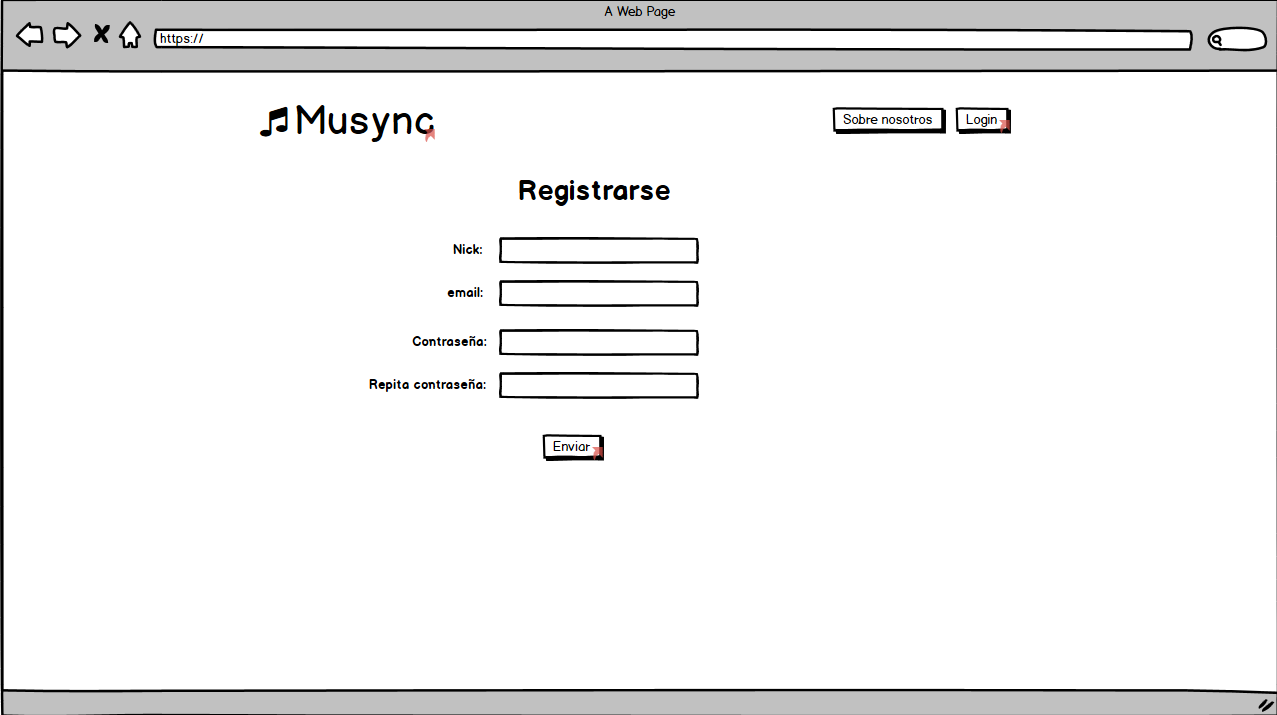 A Web Page
https://
Musync
Sobre nosotros
Login
Registrarse
Nick:
email:
Contraseña:
Repita contraseña:
Enviar